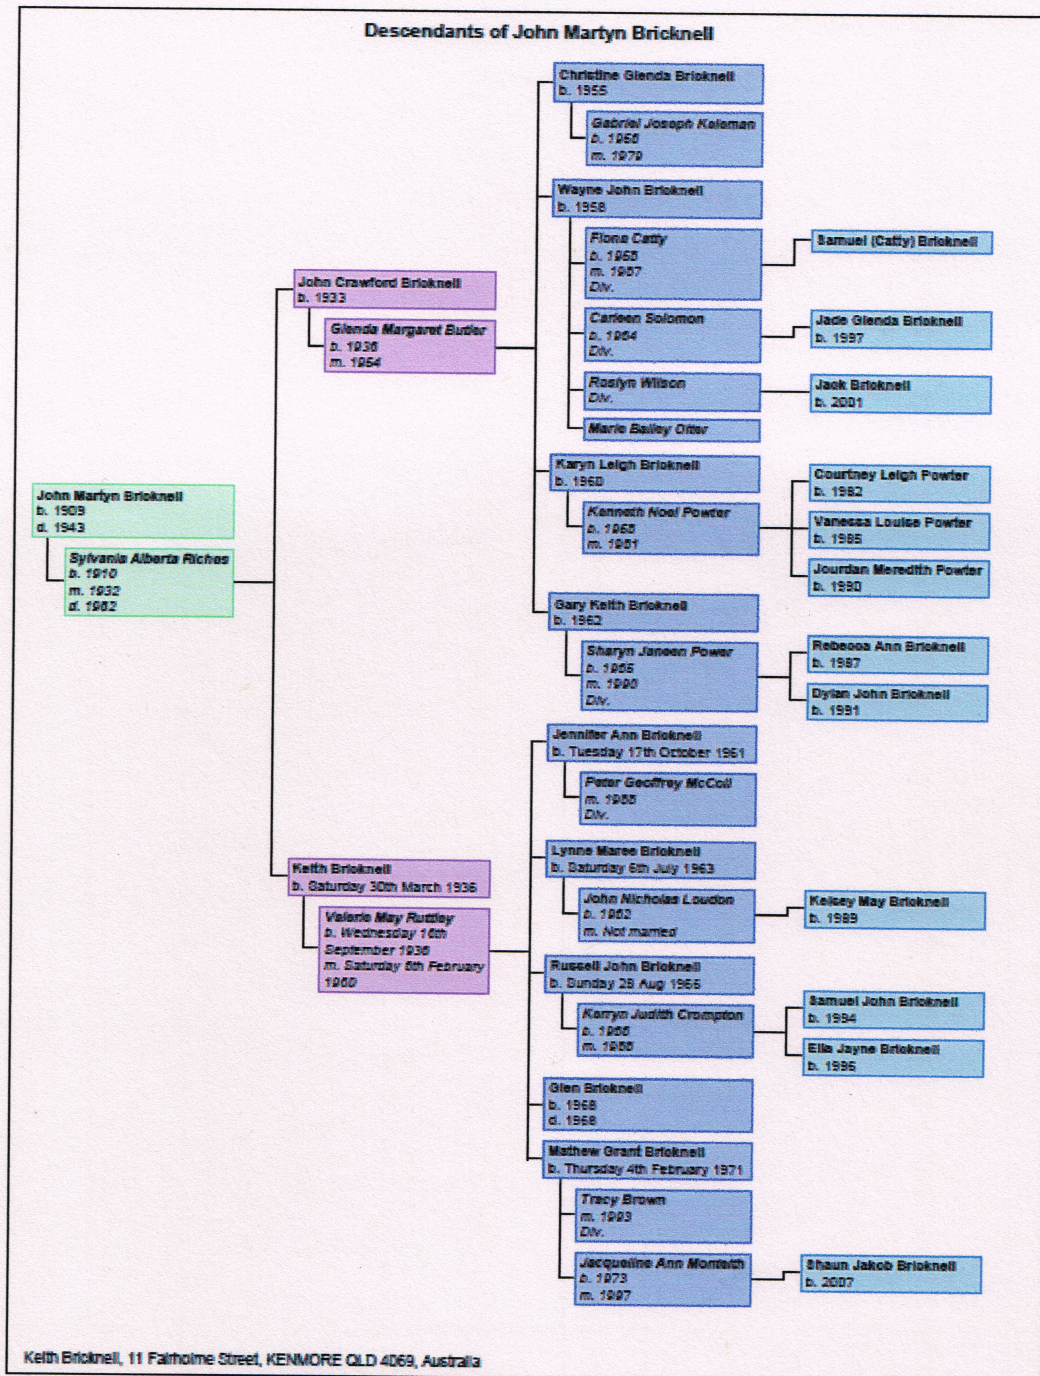 Descendants of John Martyn Bricknell
Christine Glenda Bricknell
b. 1955
Gabriel Joseph Keleman
m. 1979
Wayne John Bricknell
b. 1958
Fiona Catty
Div.
Samuel (Catty) Bricknell
John Crawford Bricknell
b. 1933
Glenda Margaret Butler
b. 1936
m. 1954
Carleen Solomon
b. 1964
Div.
Jade Glenda Bricknell
b. 1997
Roslyn Wilson
Div.
Jack Bricknell
b. 2001
Marie Bailey Otter
Karyn Leigh Bricknell
b. 1960
Kenneth Noel Powter
m. 1981
Courtney Leigh Powter
b. 1982
Vanessa Louise Powter
b. 1985
Jourdan Meredith Powter
b. 1990
John Martyn Bricknell
b. 1909
d. 1943
Sylvania Alberta Riches
b. 1910
m. 1932
d. 1982
Gary Keith Bricknell
b. 1962
Sharyn Janeen Power
m. 1990
Div.
Rebecca Ann Bricknell
b. 1987
Dylan John Bricknell
b. 1991
Jennifer Ann Bricknell
b. Tuesday 17th October 1961
Peter Geoffrey McColl
Div.
Lynne Maree Bricknell
b. Saturday 6th July 1963
John Nicholas Loudon
b. 1962
m. Not married
Kelsey May Bricknell
b. 1989
Keith Bricknell
b. Saturday 30th March 1936
Valerie May Ruttley
b. Wednesday 16th
September 1936
m. Saturday 6th February
1960
Russell John Bricknell
b. Sunday 28 Aug 1966
Kerryn Judith Crompton
Samuel John Bricknell
b. 1994
Ella Jayne Bricknell
b. 1996
Glen Bricknell
b. 1968
d. 1968
Mathew Grant Bricknell
b. Thursday 4th February 1971
Tracy Brown
m. 1993
Div.
Jacqueline Ann Monteith
b. 1973
m. 1997
Shaun Jakob Bricknell
b. 2007
Keith Bricknell, 11 Fairholme Street, KENMORE QLD 4069, Australia